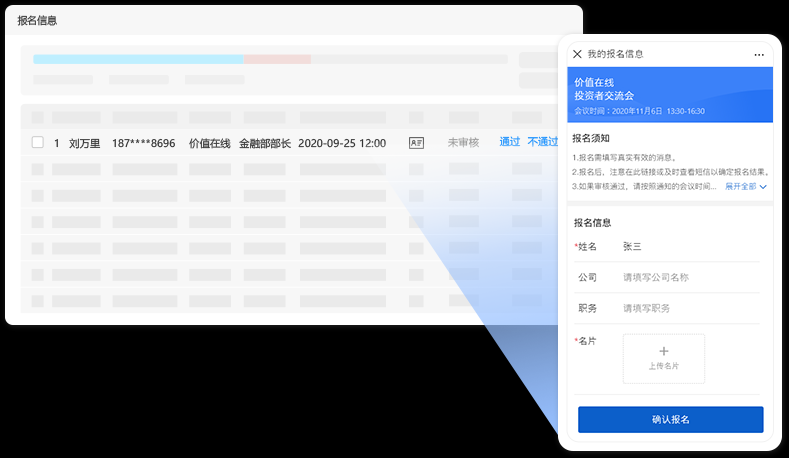 报名信息
1 刘万里 187****8696 价值在线 金融部部长 2020-09-25 12:00 未审核 通过 不通过
我的报名信息
价值在线
投资者交流会
会议时间：2020年11月6日 13:30-16:30
报名须知
1.报名需填写真实有效的消息。
2.报名后，注意在此链接或及时查看短信以确定报名结果。
3.如果审核通过，请按照通知的会议时间... 展开全部
报名信息
*姓名 张三
公司 请填写公司名称
职务 请填写职务
*名片
上传名片
确认报名